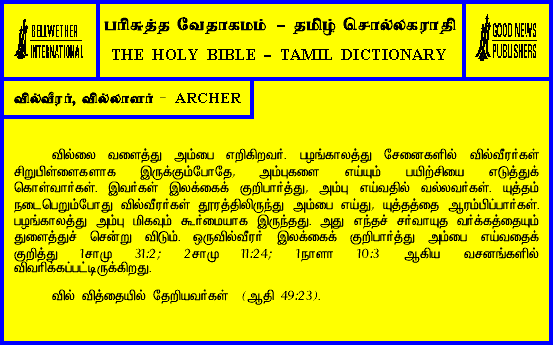 BELLWETHER
INTERNATIONAL
பரிசுத்த வேதாகமம் – தமிழ் சொல்லகராதி
THE HOLY BIBLE – TAMIL DICTIONARY
GOOD NEWS
PUBLISHERS
வில்வீரர், வில்லாளர் – ARCHER
வில்லை வளைத்து அம்பை எறிகிறவர். பழங்காலத்து சேனைகளில் வில்வீரர்கள்
சிறுபிள்ளைகளாக இருக்கும்போதே, அம்புகளை எய்யும் பயிற்சியை எடுத்துக்
கொள்வார்கள். இவர்கள் இலக்கைக் குறிபார்த்து, அம்பு எய்வதில் வல்லவர்கள். யுத்தம்
நடைபெறும்போது வில்வீரர்கள் தூரத்திலிருந்து அம்பை எய்து, யுத்தத்தை ஆரம்பிப்பார்கள்.
பழங்காலத்து அம்பு மிகவும் கூர்மையாக இருந்தது. அது எந்தச் சர்வாயுத வர்க்கத்தையும்
துளைத்துச் சென்று விடும். ஒருவில்வீரர் இலக்கைக் குறிபார்த்து அம்பை எய்வதைக்
குறித்து 1சாமு 31:2; 2சாமு 11:24; 1நாளா 10:3 ஆகிய வசனங்களில்
விவரிக்கப்பட்டிருக்கிறது.
வில் வித்தையில் தேறியவர்கள் (ஆதி 49:23).